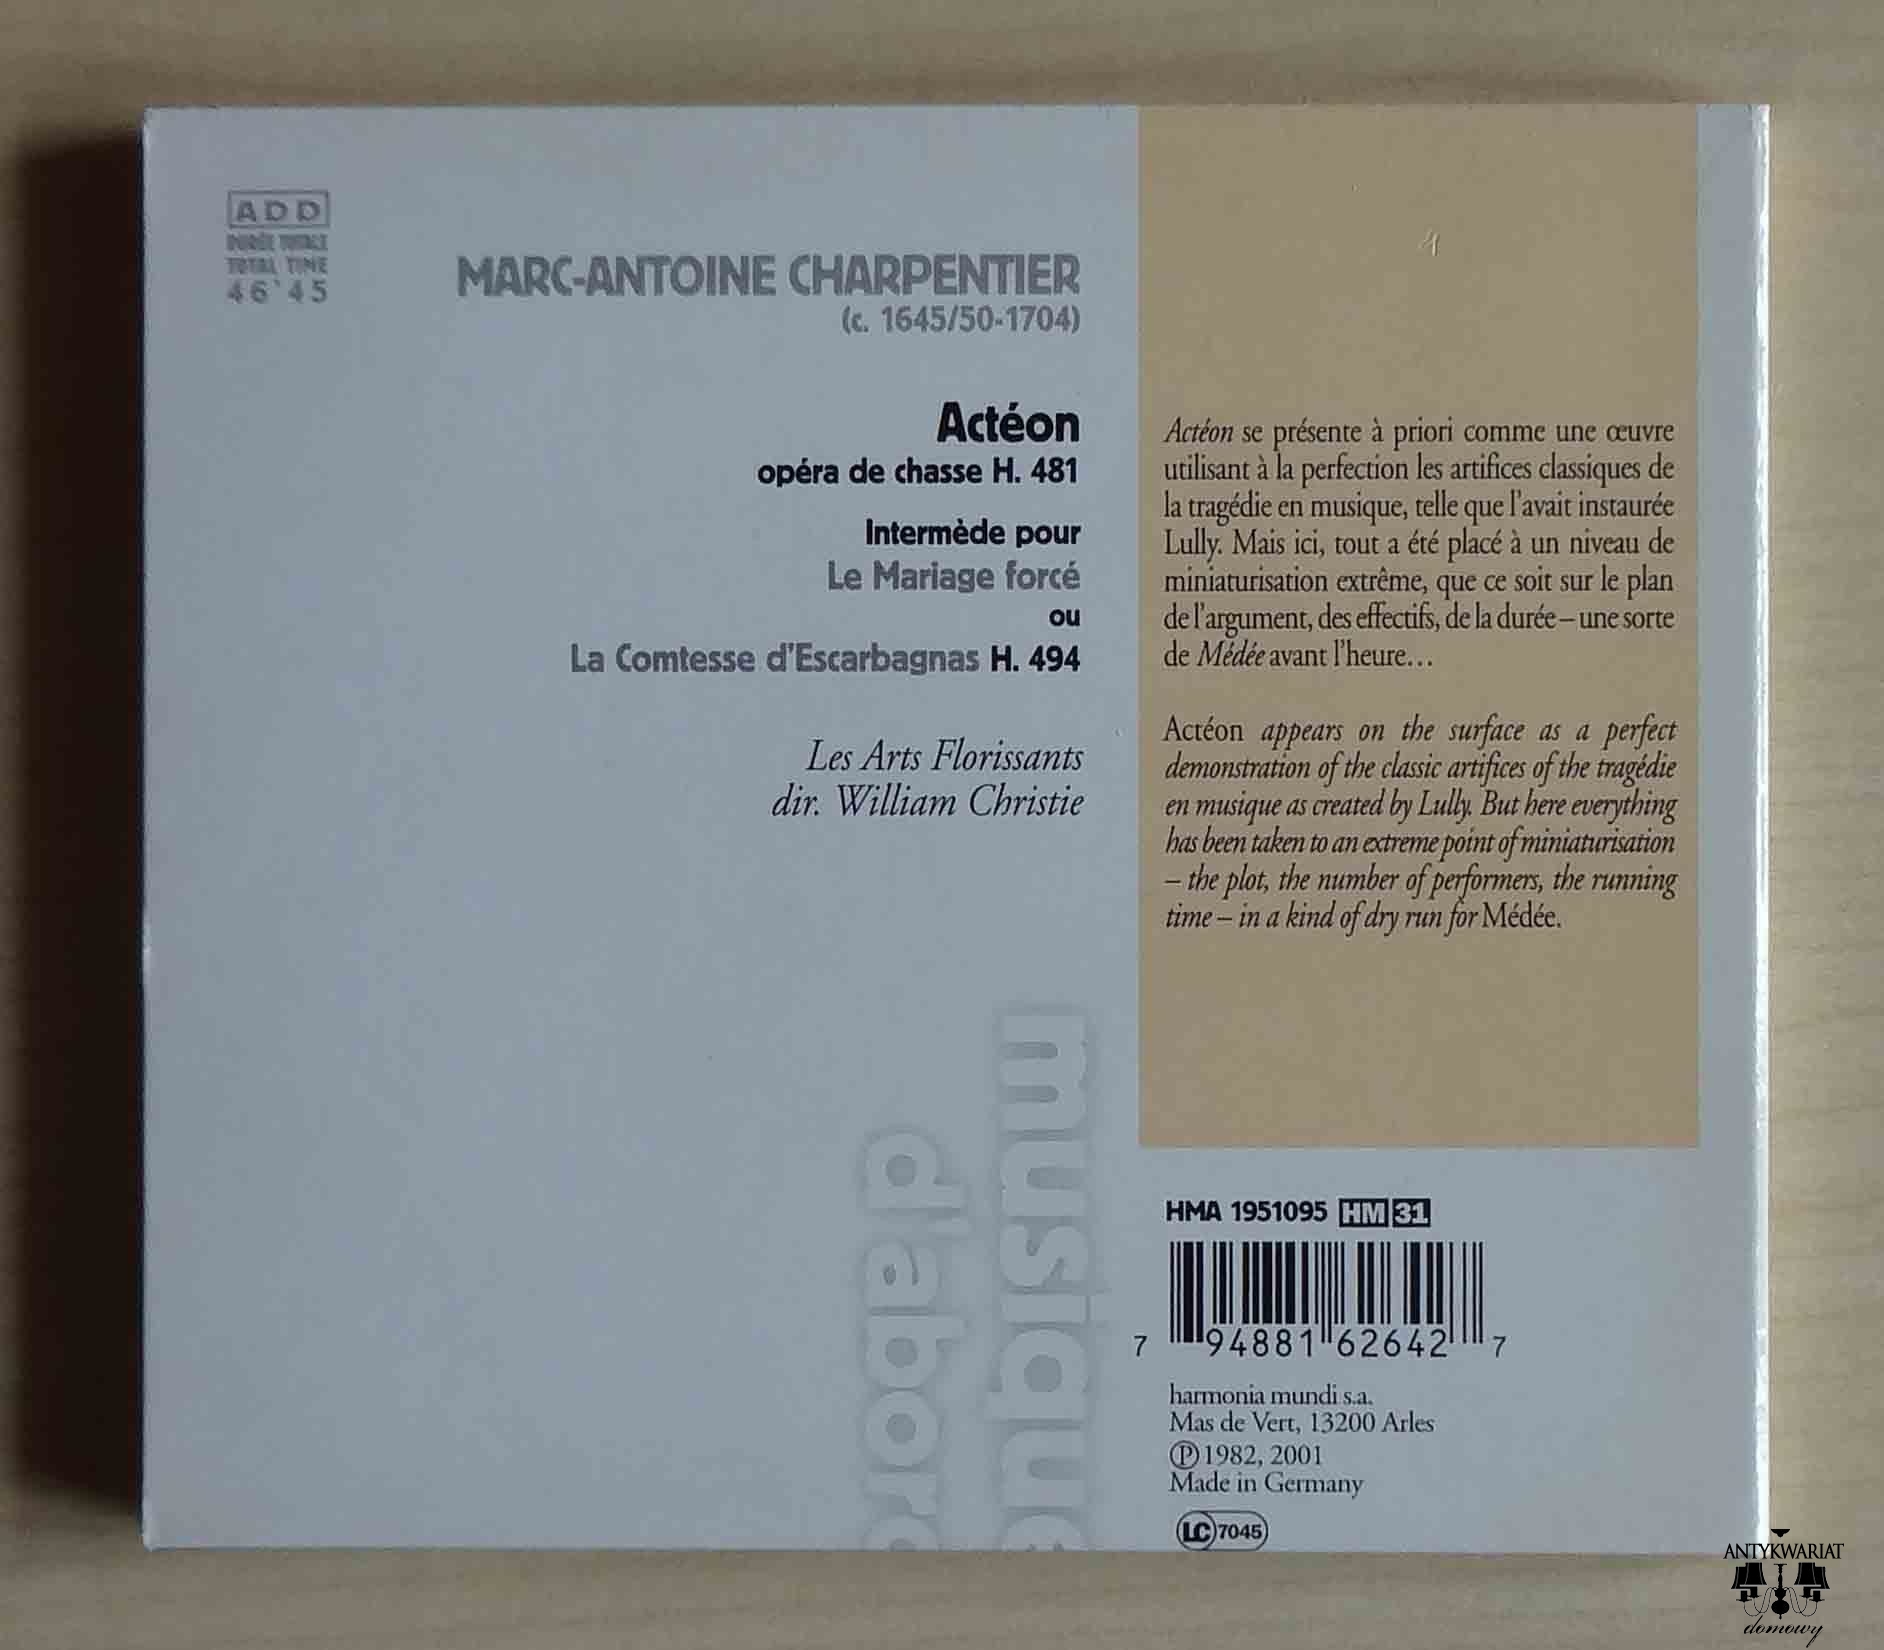 ADD
DURÉE TOTALE
TOTAL TIME
46'45
MARC-ANTOINE CHARPENTIER
(c. 1645/50-1704)
Actéon
opéra de chasse H. 481
Intermède pour
Le Mariage forcé
ou
La Comtesse d'Escarbagnas H. 494
Les Arts Florissants
dir. William Christie
musique
d'abord
Actéon se présente à priori comme une œuvre
utilisant à la perfection les artifices classiques de
la tragédie en musique, telle que l'avait instaurée
Lully. Mais ici, tout a été placé à un niveau de
miniaturisation extrême, que ce soit sur le plan
de l'argument, des effectifs, de la durée – une sorte
de Médée avant l'heure…
Actéon appears on the surface as a perfect
demonstration of the classic artifices of the tragédie
en musique as created by Lully. But here everything
has been taken to an extreme point of miniaturisation
– the plot, the number of performers, the running
time – in a kind of dry run for Médée.
HMA 1951095 HM 31
7 94881 62642 7
harmonia mundi s.a.
Mas de Vert, 13200 Arles
Ⓟ 1982, 2001
Made in Germany
LC 7045
ANTYKWARIAT
domowy